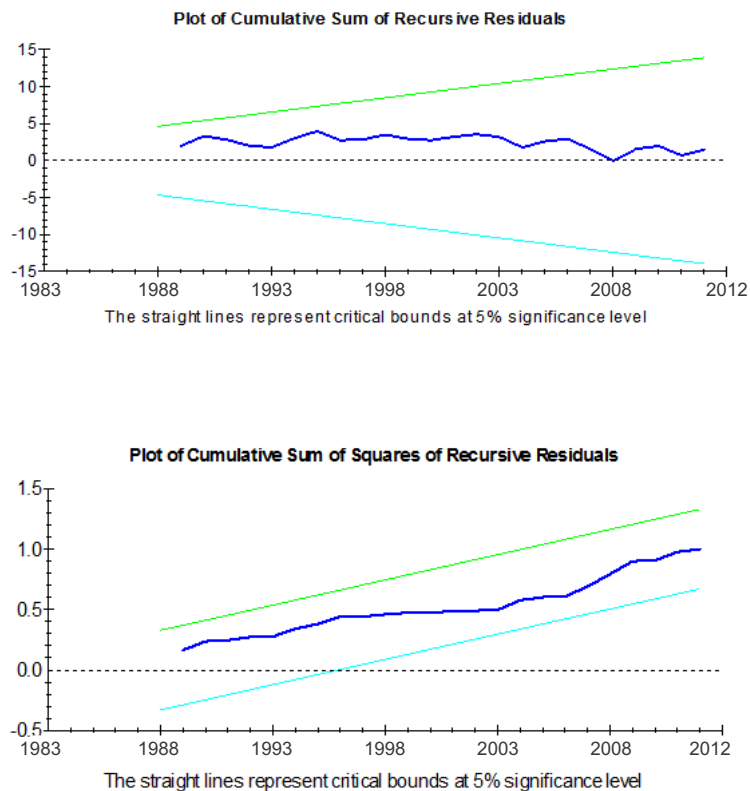 Plot of Cumulative Sum of Recursive Residuals
15
10
5
0
-5
-10
-15
1983 1988 1993 1998 2003 2008 2012
The straight lines represent critical bounds at 5% significance level
Plot of Cumulative Sum of Squares of Recursive Residuals
1.5
1.0
0.5
0.0
-0.5
1983 1988 1993 1998 2003 2008 2012
The straight lines represent critical bounds at 5% significance level